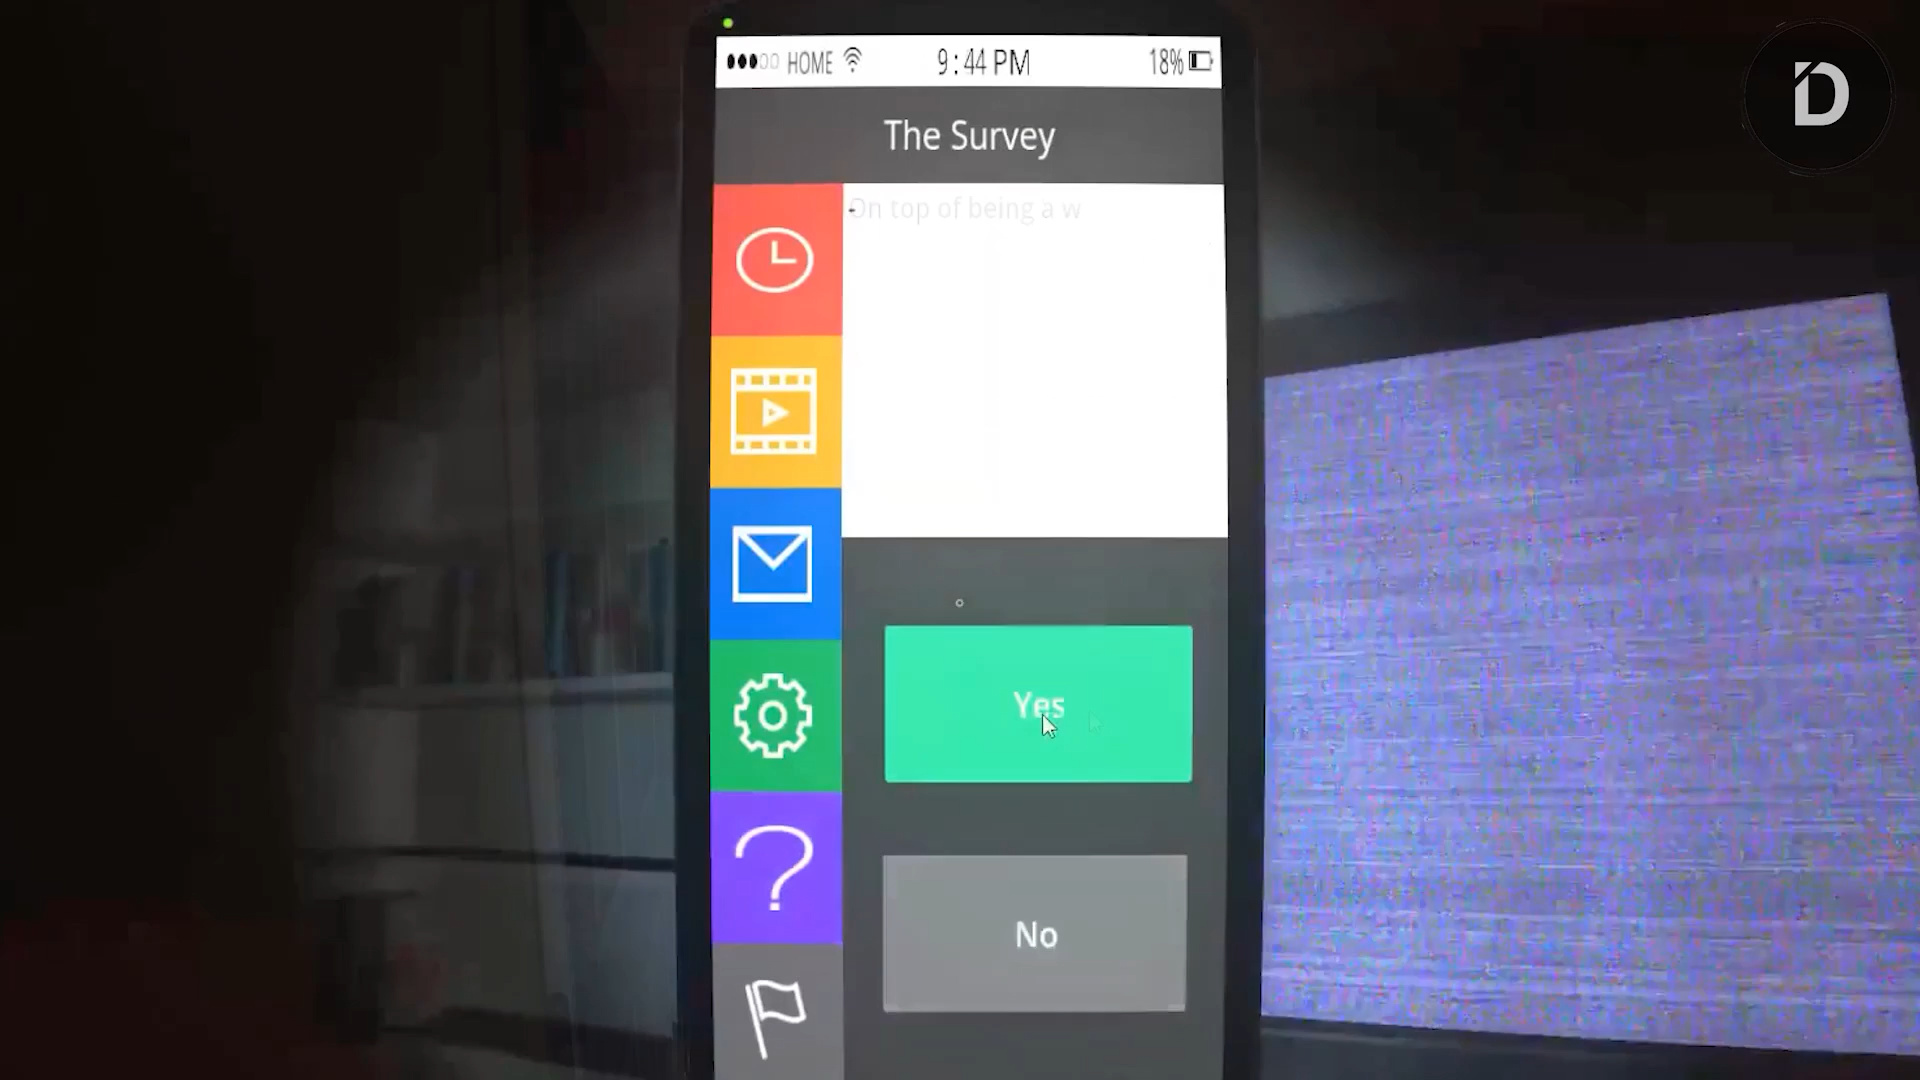 HOME 9:44 PM 18%
The Survey
On top of being a w
Yes
No